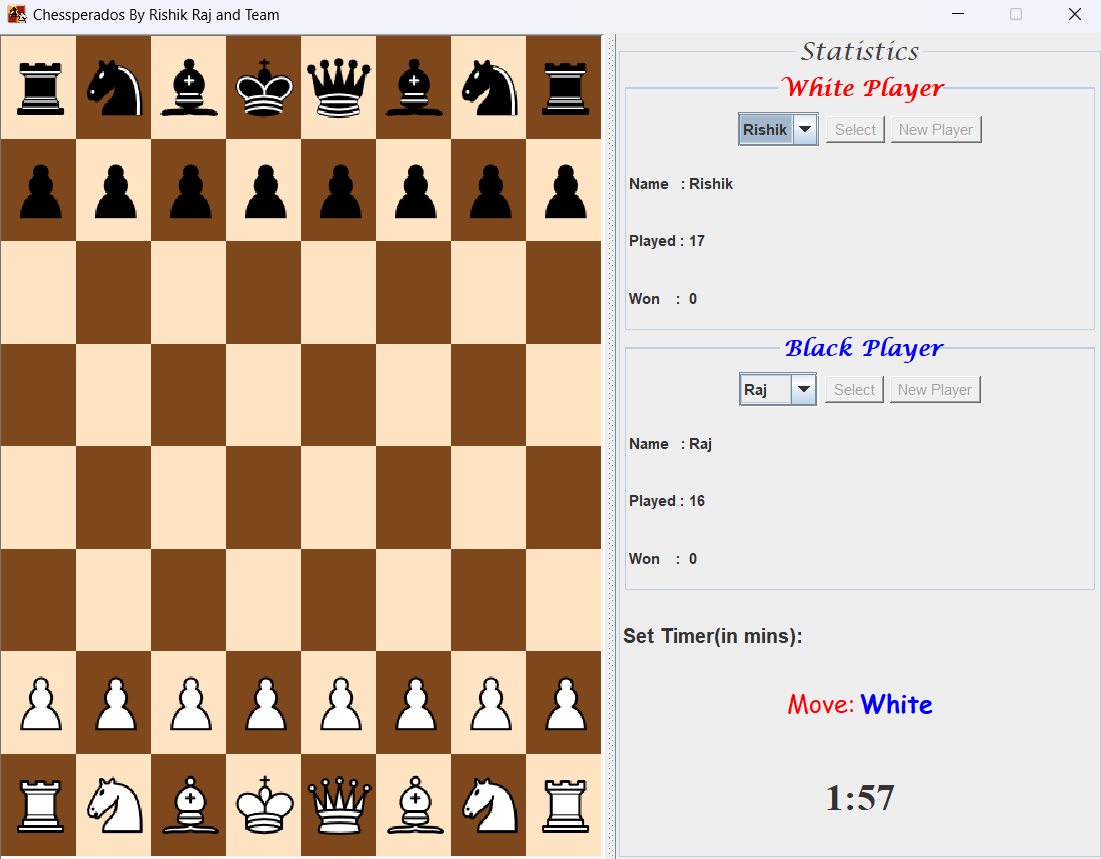 Chessperados By Rishik Raj and Team
Statistics
White Player
Rishik Select New Player
Name : Rishik
Played : 17
Won : 0
Black Player
Raj Select New Player
Name : Raj
Played : 16
Won : 0
Set Timer(in mins):
Move: White
1:57